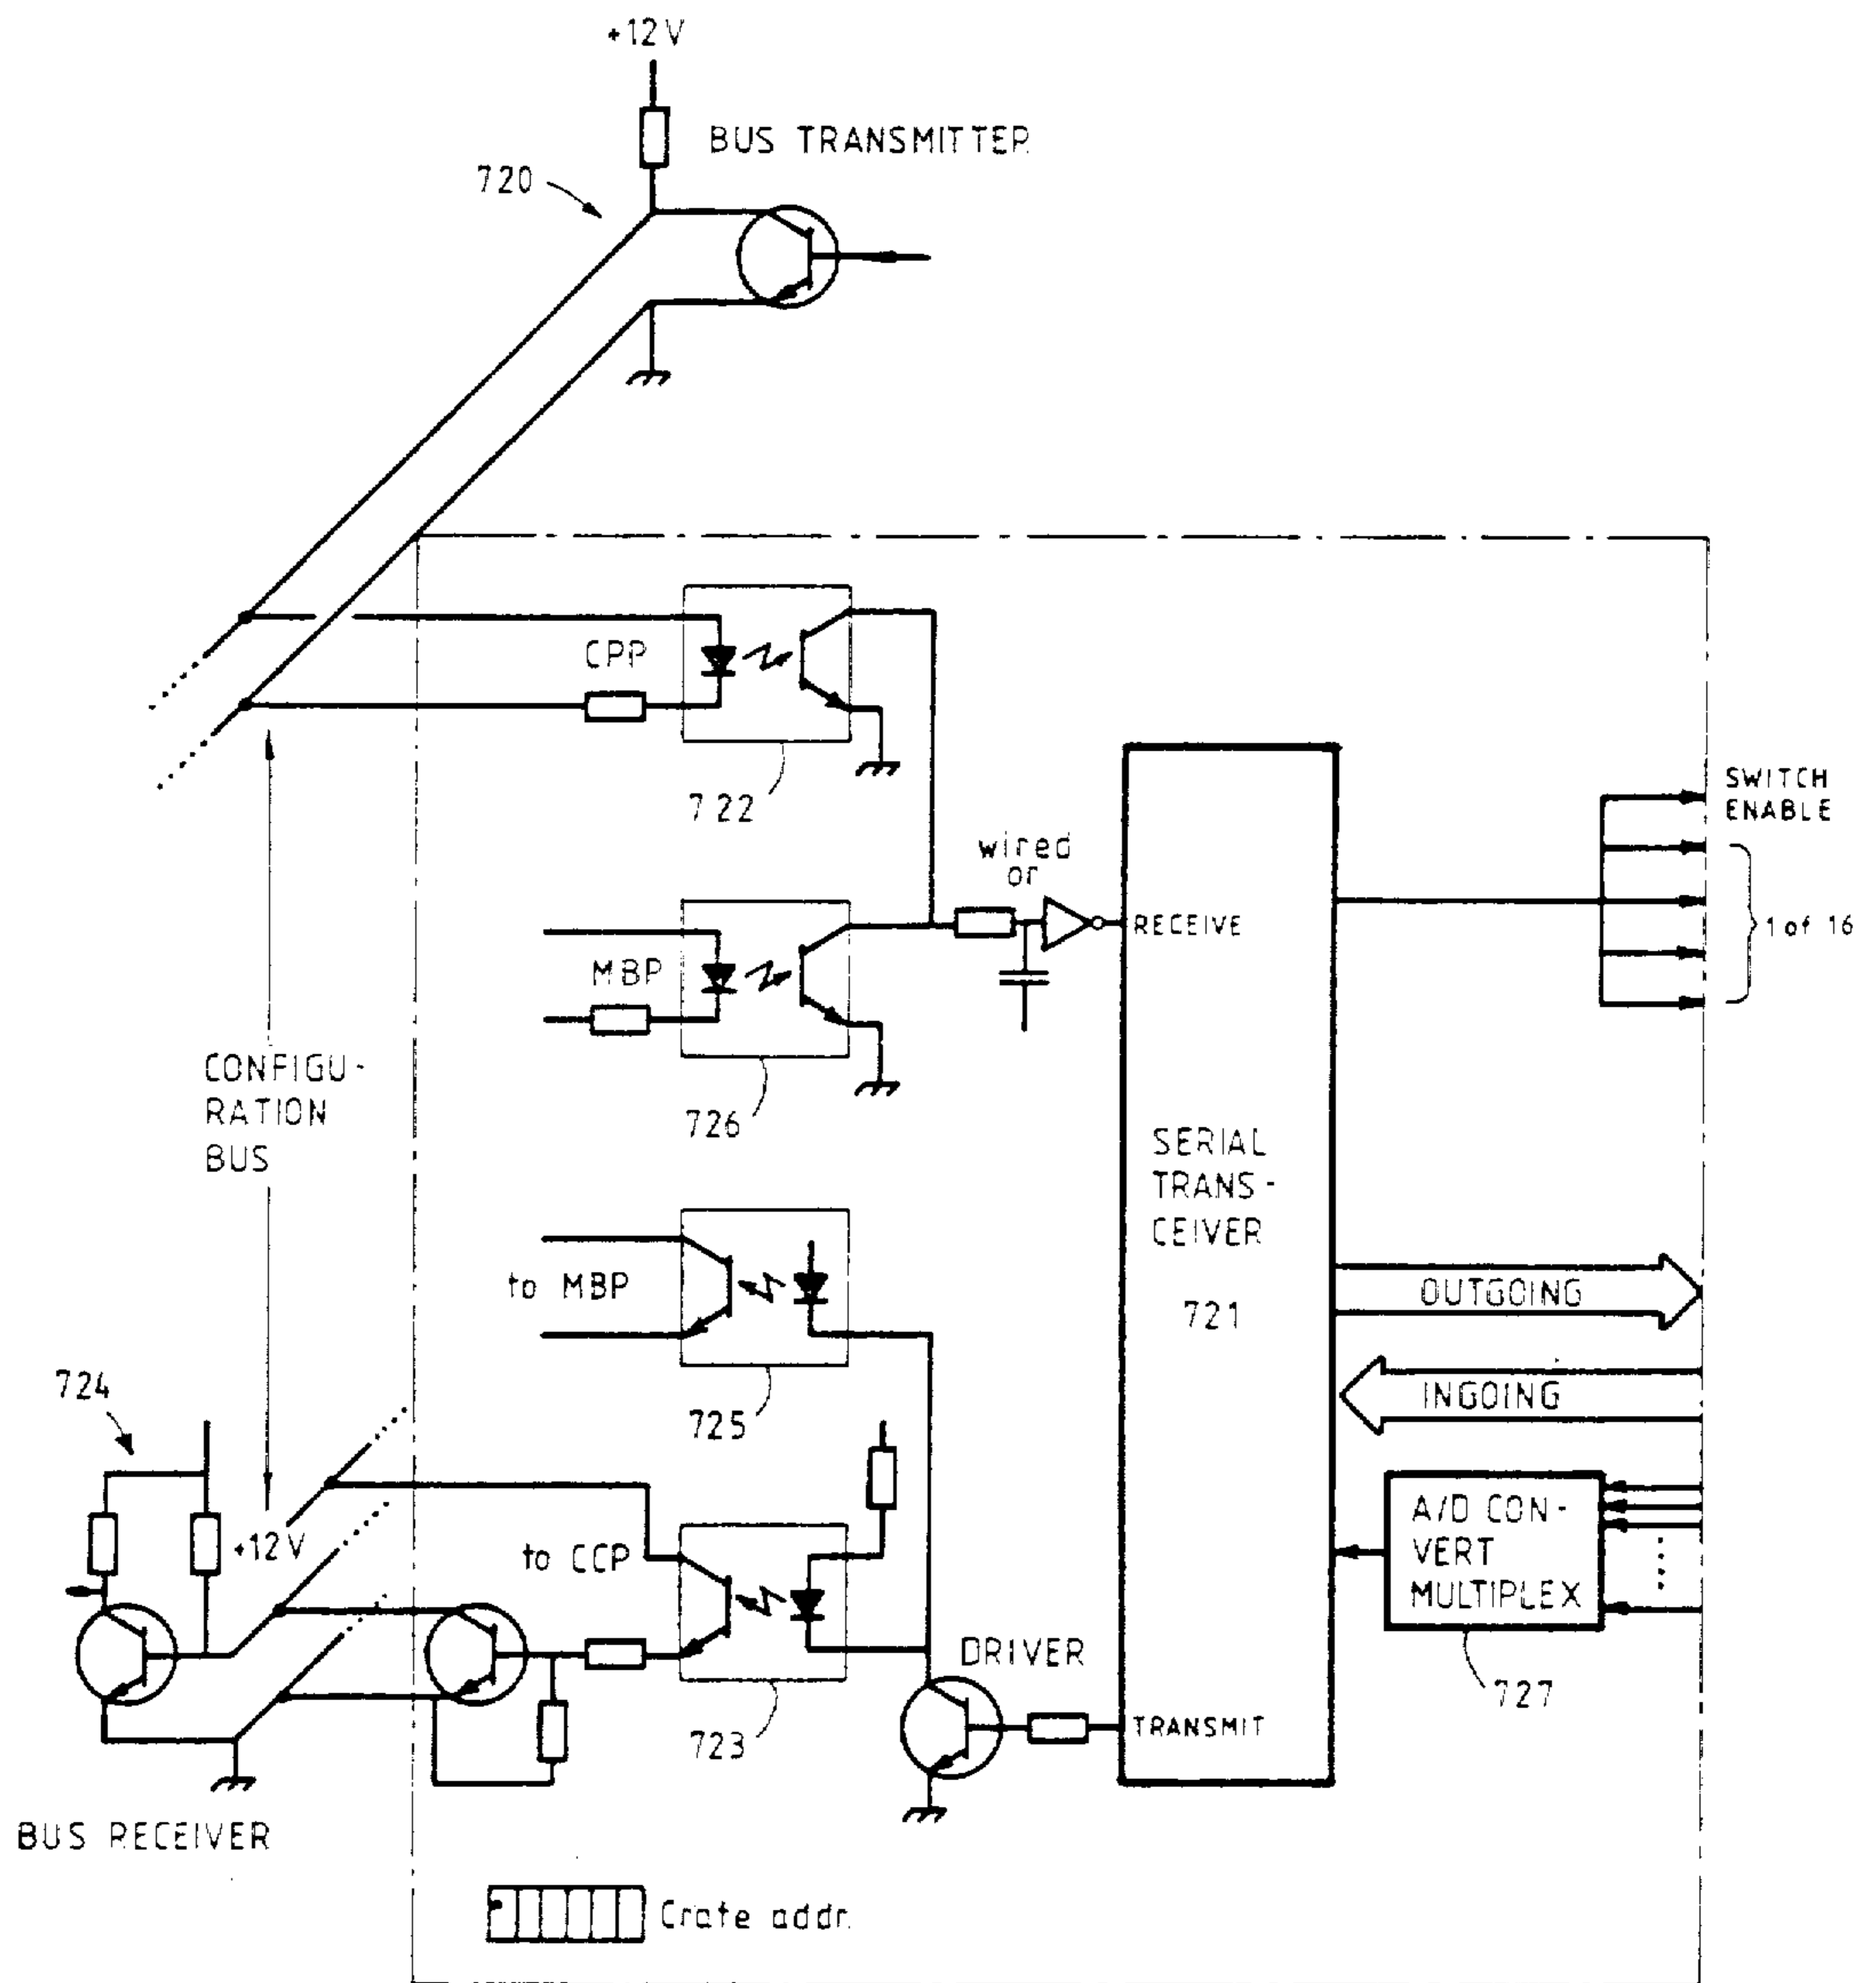 +12V
BUS TRANSMITTER
720
CPP
722
SWITCH
ENABLE
wired
or
RECEIVE
1 of 16
MBP
CONFIGU-
RATION
BUS
726
SERIAL
TRANS-
CEIVER
721
to MBP
OUTGOING
724
INGOING
725
+12V
to CCP
A/D CON-
VERT
MULTIPLEX
DRIVER
727
723
TRANSMIT
BUS RECEIVER
Crate addr.